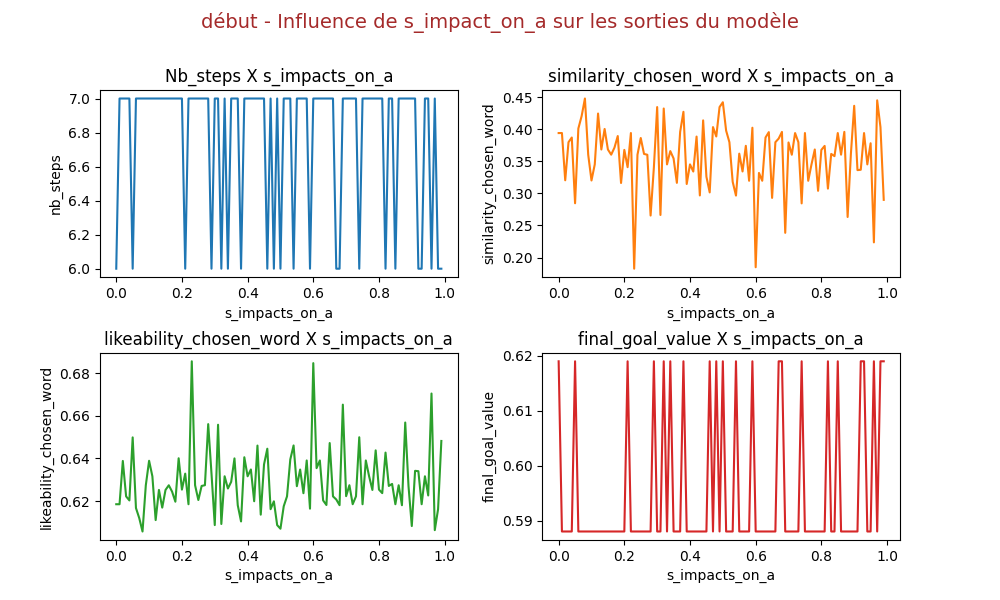 début - Influence de s_impact_on_a sur les sorties du modèle
Nb_steps X s_impacts_on_a
7.0
6.8
6.6
6.4
6.2
6.0
nb_steps
0.0 0.2 0.4 0.6 0.8 1.0
s_impacts_on_a
similarity_chosen_word X s_impacts_on_a
0.45
0.40
0.35
0.30
0.25
0.20
similarity_chosen_word
0.0 0.2 0.4 0.6 0.8 1.0
s_impacts_on_a
likeability_chosen_word X s_impacts_on_a
0.68
0.66
0.64
0.62
likeability_chosen_word
0.0 0.2 0.4 0.6 0.8 1.0
s_impacts_on_a
final_goal_value X s_impacts_on_a
0.62
0.61
0.60
0.59
final_goal_value
0.0 0.2 0.4 0.6 0.8 1.0
s_impacts_on_a